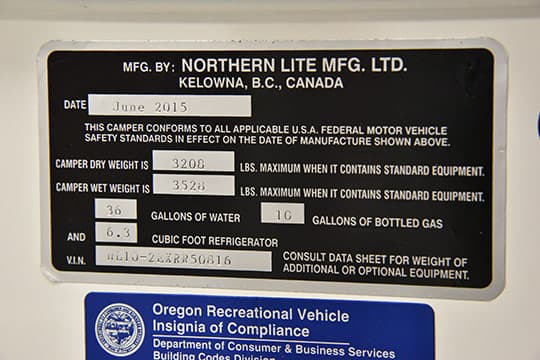 MFG. BY: NORTHERN LITE MFG. LTD.
KELOWNA, B.C., CANADA
DATE June 2015
THIS CAMPER CONFORMS TO ALL APPLICABLE U.S.A. FEDERAL MOTOR VEHICLE
SAFETY STANDARDS IN EFFECT ON THE DATE OF MANUFACTURE SHOWN ABOVE.
CAMPER DRY WEIGHT IS 3208 LBS. MAXIMUM WHEN IT CONTAINS STANDARD EQUIPMENT.
CAMPER WET WEIGHT IS 3528 LBS. MAXIMUM WHEN IT CONTAINS STANDARD EQUIPMENT.
36 GALLONS OF WATER 10 GALLONS OF BOTTLED GAS
AND 6.3 CUBIC FOOT REFRIGERATOR
V.I.N. CONSULT DATA SHEET FOR WEIGHT OF
ADDITIONAL OR OPTIONAL EQUIPMENT.
Oregon Recreational Vehicle
Insignia of Compliance
Department of Consumer & Business Services
Building Codes Division